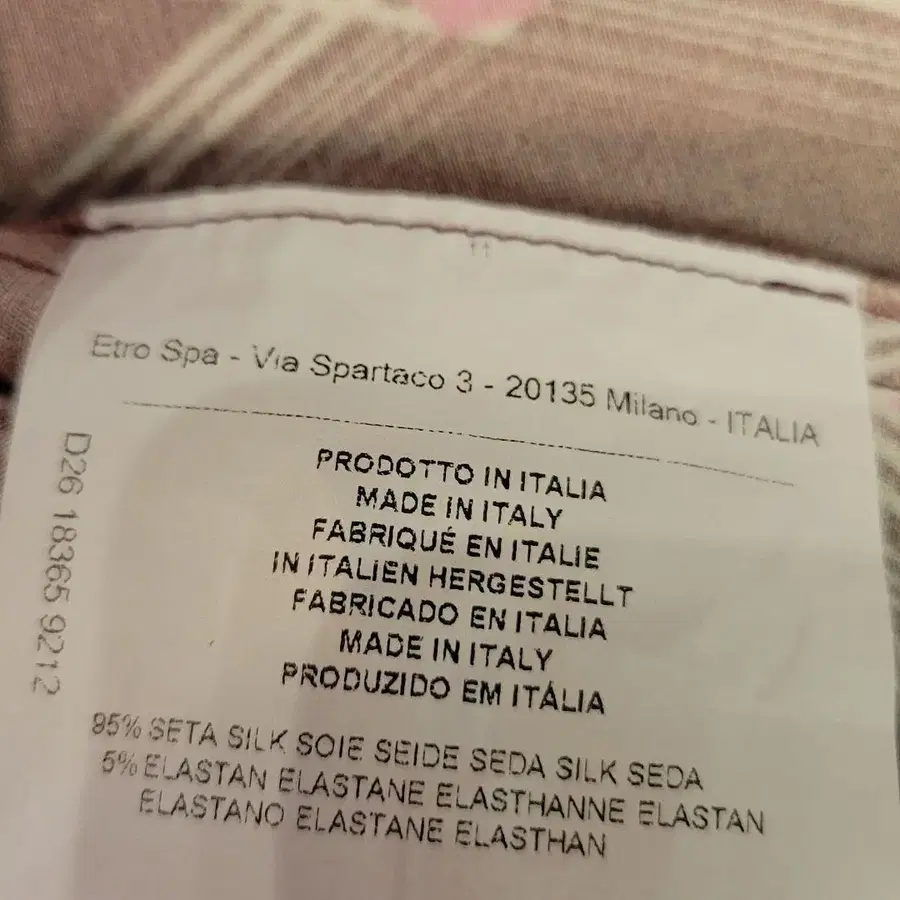 Etro Spa - Via Spartaco 3 - 20135 Milano - ITALIA
PRODOTTO IN ITALIA
MADE IN ITALY
FABRIQUÉ EN ITALIE
IN ITALIEN HERGESTELLT
FABRICADO EN ITALIA
MADE IN ITALY
PRODUZIDO EM ITÁLIA
95% SETA SILK SOIE SEIDE SEDA SILK SEDA
5% ELASTAN ELASTANE ELASTHANNE ELASTAN
ELASTANO ELASTANE ELASTHAN
D26 18365 9212